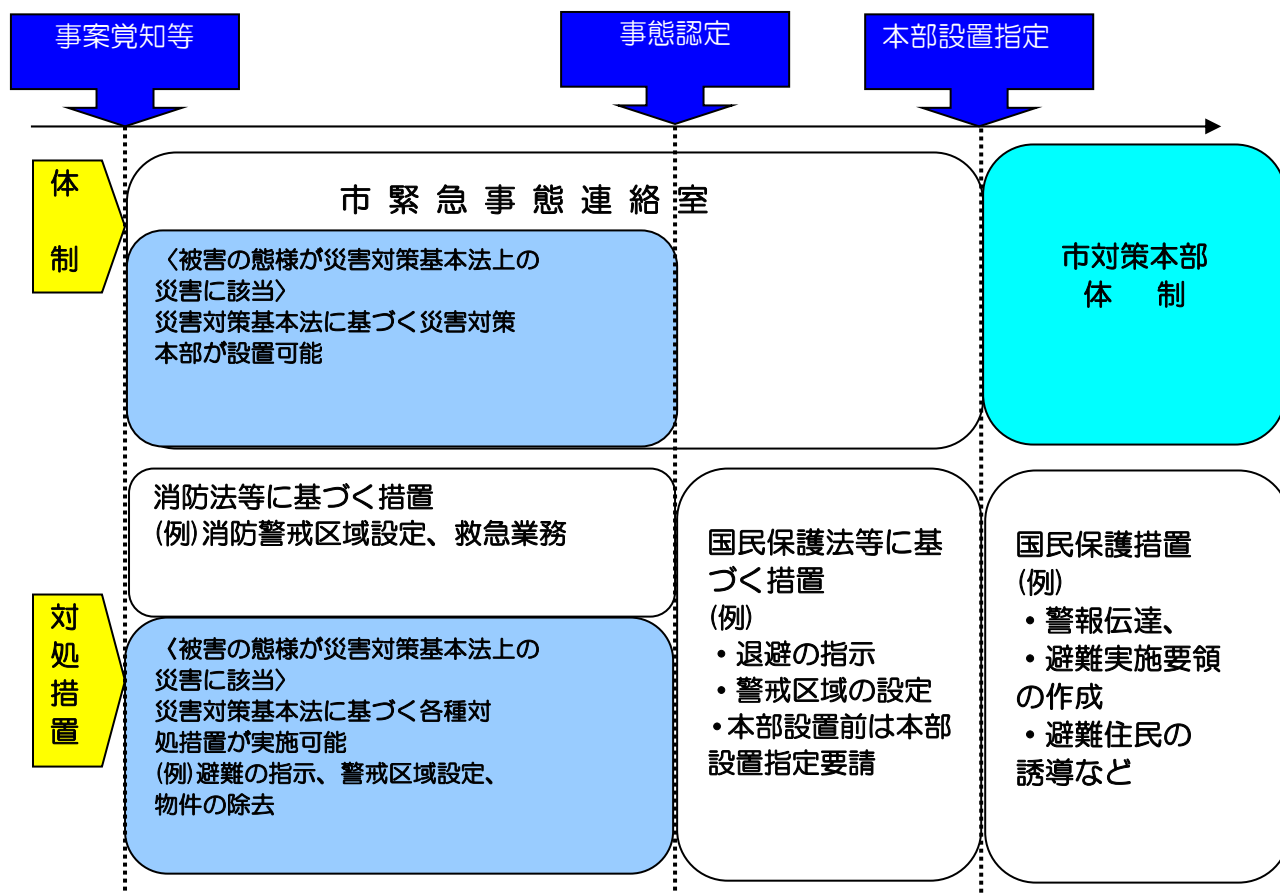 事案覚知等
事態認定
本部設置指定
体
制
市緊急事態連絡室
〈被害の態様が災害対策基本法上の
災害に該当〉
災害対策基本法に基づく災害対策
本部が設置可能
市対策本部
体 制
対
処
措
置
消防法等に基づく措置
(例)消防警戒区域設定、救急業務
〈被害の態様が災害対策基本法上の
災害に該当〉
災害対策基本法に基づく各種対
処措置が実施可能
(例)避難の指示、警戒区域設定、
物件の除去
国民保護法等に基
づく措置
(例)
・退避の指示
・警戒区域の設定
・本部設置前は本部
設置指定要請
国民保護措置
(例)
・警報伝達、
・避難実施要領
の作成
・避難住民の
誘導など